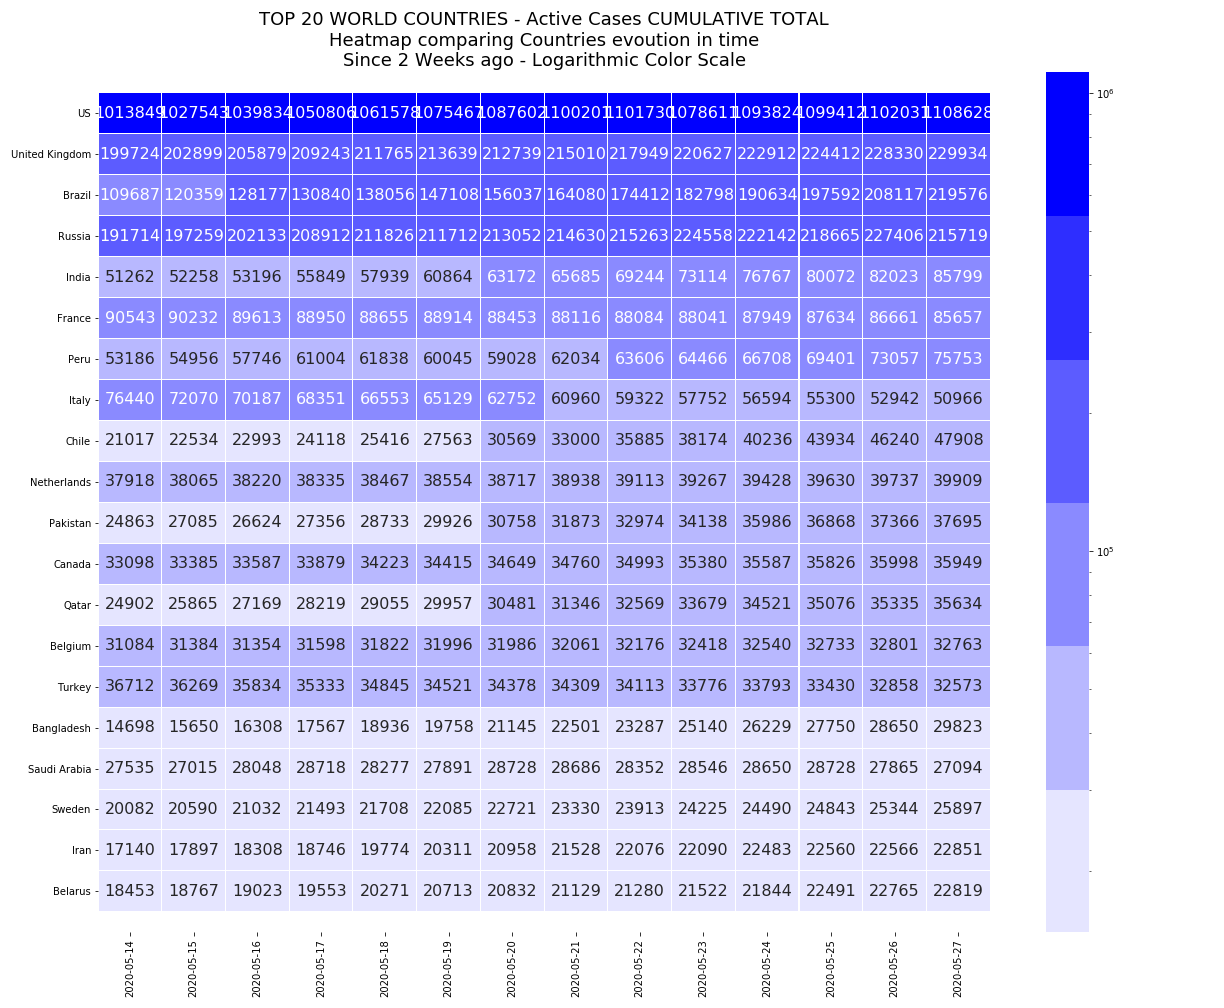 TOP 20 WORLD COUNTRIES - Active Cases CUMULATIVE TOTAL
Heatmap comparing Countries evoution in time
Since 2 Weeks ago - Logarithmic Color Scale
US 1013849 1027543 1039834 1050806 1061578 1075467 1087602 1100201 1101730 1078611 1093824 1099412 1102031 1108628
United Kingdom 199724 202899 205879 209243 211765 213639 212739 215010 217949 220627 222912 224412 228330 229934
Brazil 109687 120359 128177 130840 138056 147108 156037 164080 174412 182798 190634 197592 208117 219576
Russia 191714 197259 202133 208912 211826 211712 213052 214630 215263 224558 222142 218665 227406 215719
India 51262 52258 53196 55849 57939 60864 63172 65685 69244 73114 76767 80072 82023 85799
France 90543 90232 89613 88950 88655 88914 88453 88116 88084 88041 87949 87634 86661 85657
Peru 53186 54956 57746 61004 61838 60045 59028 62034 63606 64466 66708 69401 73057 75753
Italy 76440 72070 70187 68351 66553 65129 62752 60960 59322 57752 56594 55300 52942 50966
Chile 21017 22534 22993 24118 25416 27563 30569 33000 35885 38174 40236 43934 46240 47908
Netherlands 37918 38065 38220 38335 38467 38554 38717 38938 39113 39267 39428 39630 39737 39909
Pakistan 24863 27085 26624 27356 28733 29926 30758 31873 32974 34138 35986 36868 37366 37695
Canada 33098 33385 33587 33879 34223 34415 34649 34760 34993 35380 35587 35826 35998 35949
Qatar 24902 25865 27169 28219 29055 29957 30481 31346 32569 33679 34521 35076 35335 35634
Belgium 31084 31384 31354 31598 31822 31996 31986 32061 32176 32418 32540 32733 32801 32763
Turkey 36712 36269 35834 35333 34845 34521 34378 34309 34113 33776 33793 33430 32858 32573
Bangladesh 14698 15650 16308 17567 18936 19758 21145 22501 23287 25140 26229 27750 28650 29823
Saudi Arabia 27535 27015 28048 28718 28277 27891 28728 28686 28352 28546 28650 28728 27865 27094
Sweden 20082 20590 21032 21493 21708 22085 22721 23330 23913 24225 24490 24843 25344 25897
Iran 17140 17897 18308 18746 19774 20311 20958 21528 22076 22090 22483 22560 22566 22851
Belarus 18453 18767 19023 19553 20271 20713 20832 21129 21280 21522 21844 22491 22765 22819
2020-05-14 2020-05-15 2020-05-16 2020-05-17 2020-05-18 2020-05-19 2020-05-20 2020-05-21 2020-05-22 2020-05-23 2020-05-24 2020-05-25 2020-05-26 2020-05-27
10⁶
10⁵